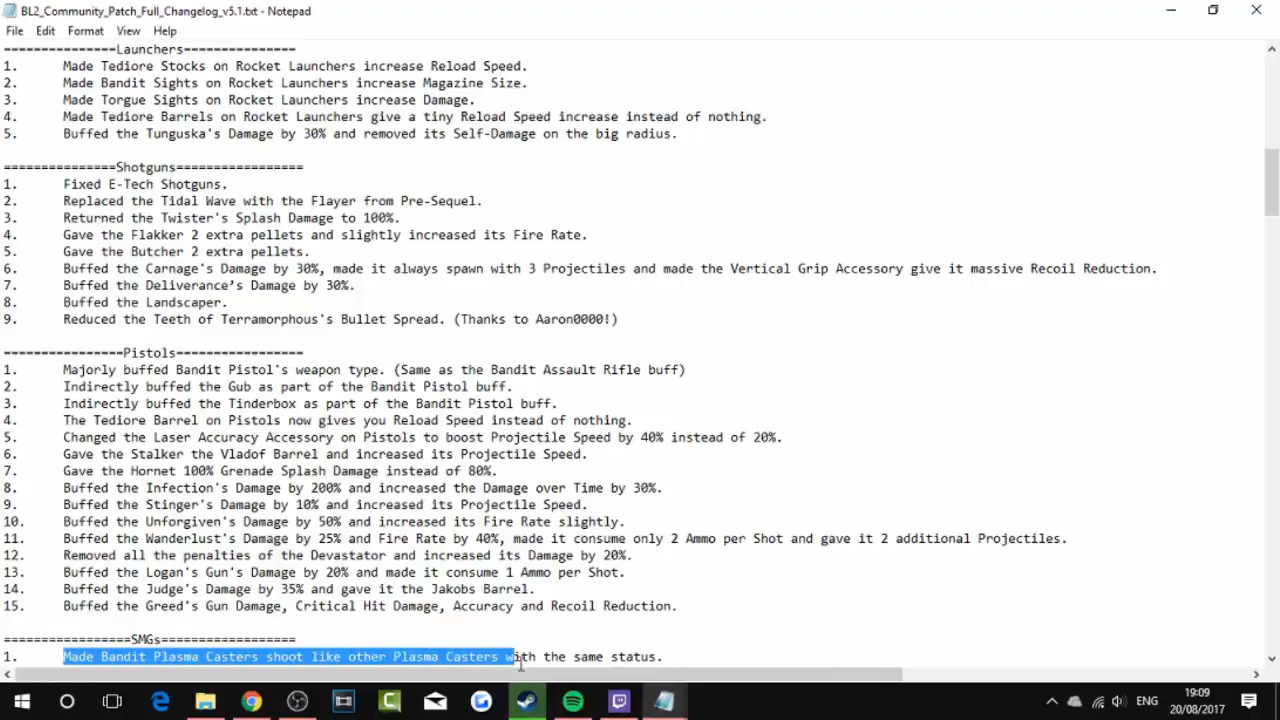 BL2_Community_Patch_Full_Changelog_v5.1.txt - Notepad
File Edit Format View Help
===============Launchers===============
1. Made Tediore Stocks on Rocket Launchers increase Reload Speed.
2. Made Bandit Sights on Rocket Launchers increase Magazine Size.
3. Made Torgue Sights on Rocket Launchers increase Damage.
4. Made Tediore Barrels on Rocket Launchers give a tiny Reload Speed increase instead of nothing.
5. Buffed the Tunguska's Damage by 30% and removed its Self-Damage on the big radius.
===============Shotguns=================
1. Fixed E-Tech Shotguns.
2. Replaced the Tidal Wave with the Flayer from Pre-Sequel.
3. Returned the Twister's Splash Damage to 100%.
4. Gave the Flakker 2 extra pellets and slightly increased its Fire Rate.
5. Gave the Butcher 2 extra pellets.
6. Buffed the Carnage's Damage by 30%, made it always spawn with 3 Projectiles and made the Vertical Grip Accessory give it massive Recoil Reduction.
7. Buffed the Deliverance’s Damage by 30%.
8. Buffed the Landscaper.
9. Reduced the Teeth of Terramorphous's Bullet Spread. (Thanks to Aaron0000!)
================Pistols=================
1. Majorly buffed Bandit Pistol's weapon type. (Same as the Bandit Assault Rifle buff)
2. Indirectly buffed the Gub as part of the Bandit Pistol buff.
3. Indirectly buffed the Tinderbox as part of the Bandit Pistol buff.
4. The Tediore Barrel on Pistols now gives you Reload Speed instead of nothing.
5. Changed the Laser Accuracy Accessory on Pistols to boost Projectile Speed by 40% instead of 20%.
6. Gave the Stalker the Vladof Barrel and increased its Projectile Speed.
7. Gave the Hornet 100% Grenade Splash Damage instead of 80%.
8. Buffed the Infection's Damage by 200% and increased the Damage over Time by 30%.
9. Buffed the Stinger's Damage by 10% and increased its Projectile Speed.
10. Buffed the Unforgiven's Damage by 50% and increased its Fire Rate slightly.
11. Buffed the Wanderlust's Damage by 25% and Fire Rate by 40%, made it consume only 2 Ammo per Shot and gave it 2 additional Projectiles.
12. Removed all the penalties of the Devastator and increased its Damage by 20%.
13. Buffed the Logan's Gun's Damage by 20% and made it consume 1 Ammo per Shot.
14. Buffed the Judge's Damage by 35% and gave it the Jakobs Barrel.
15. Buffed the Greed's Gun Damage, Critical Hit Damage, Accuracy and Recoil Reduction.
=================SMGs==================
1. Made Bandit Plasma Casters shoot like other Plasma Casters with the same status.
ENG
19:09
20/08/2017